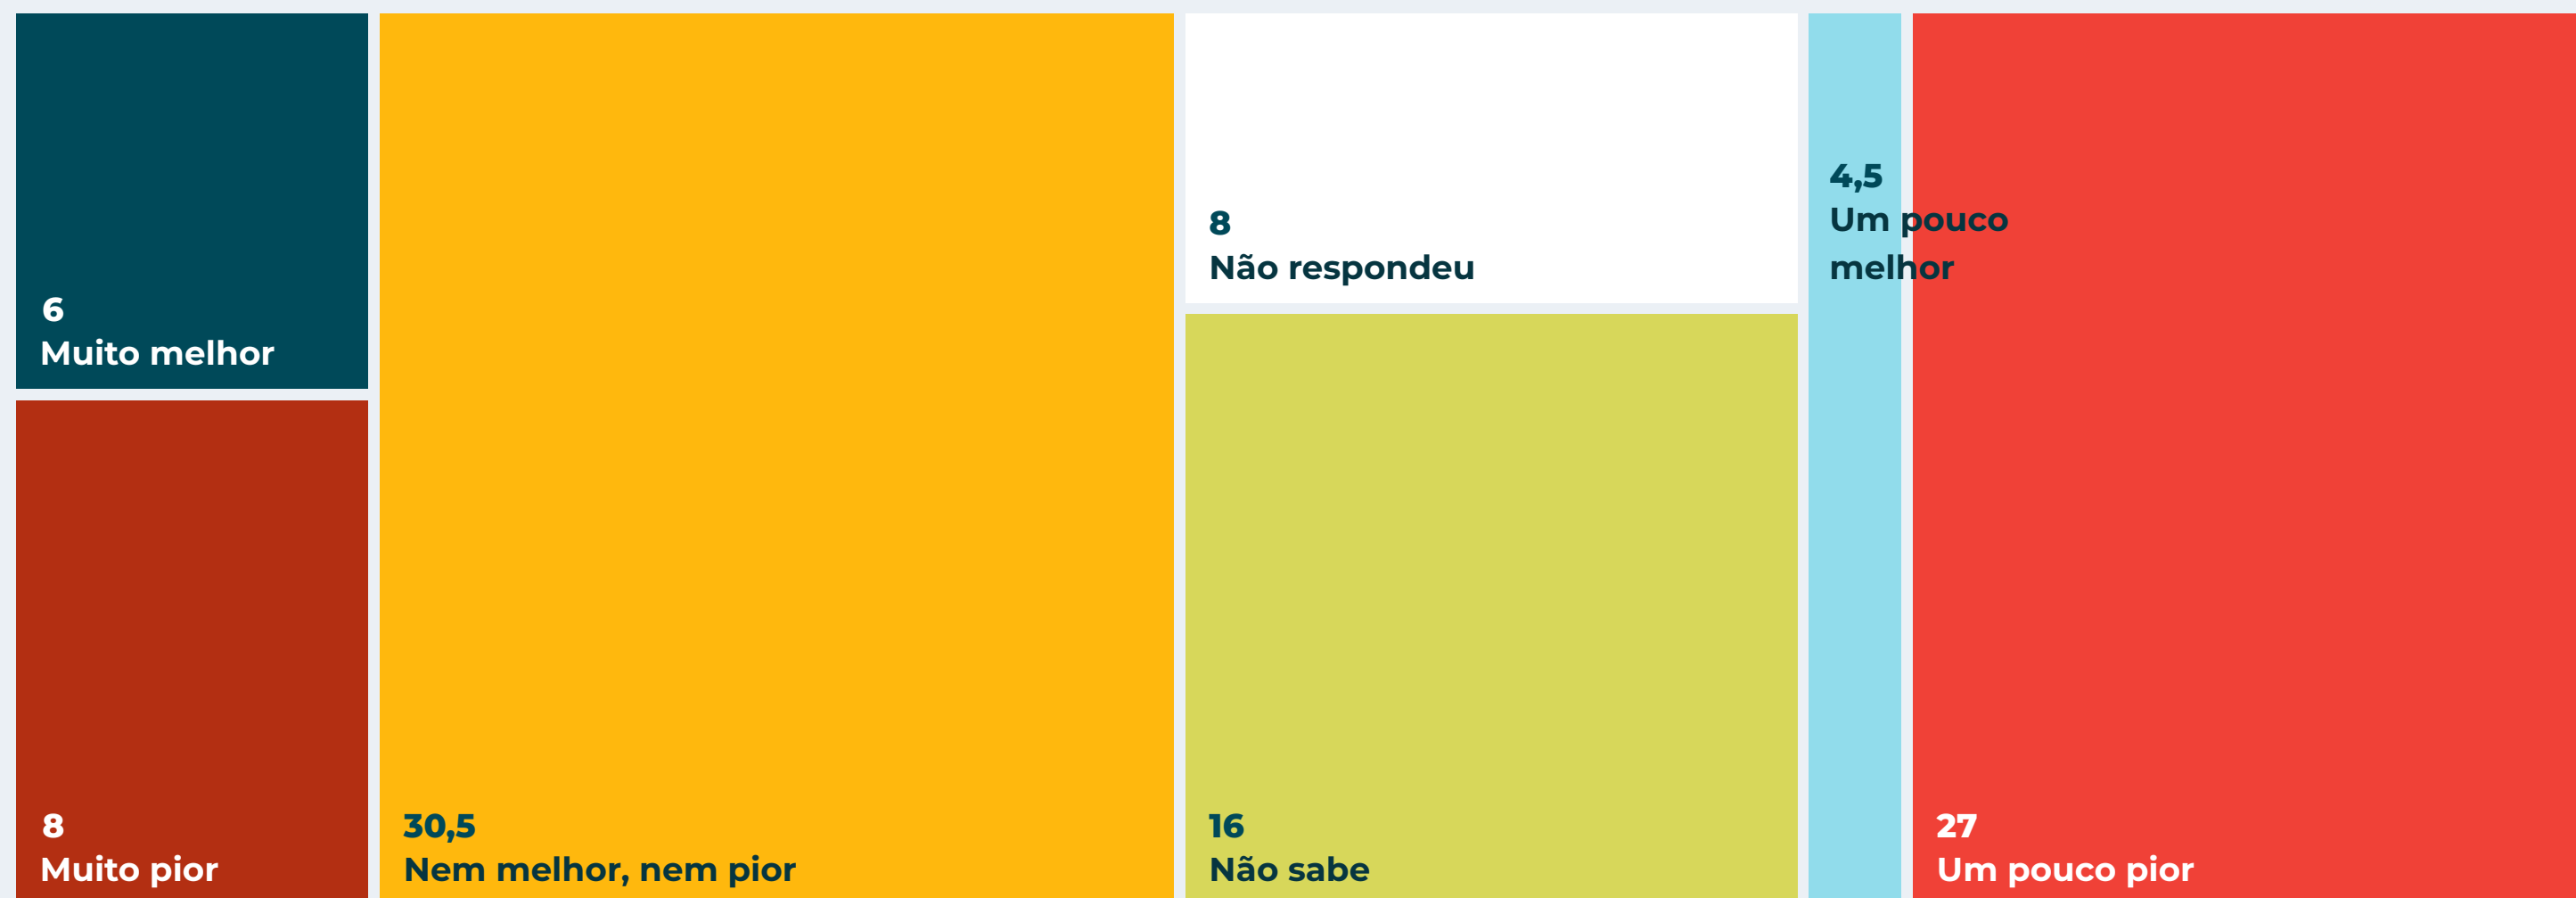 6
Muito melhor
8
Muito pior
30,5
Nem melhor, nem pior
8
Não respondeu
16
Não sabe
4,5
Um pouco
melhor
27
Um pouco pior